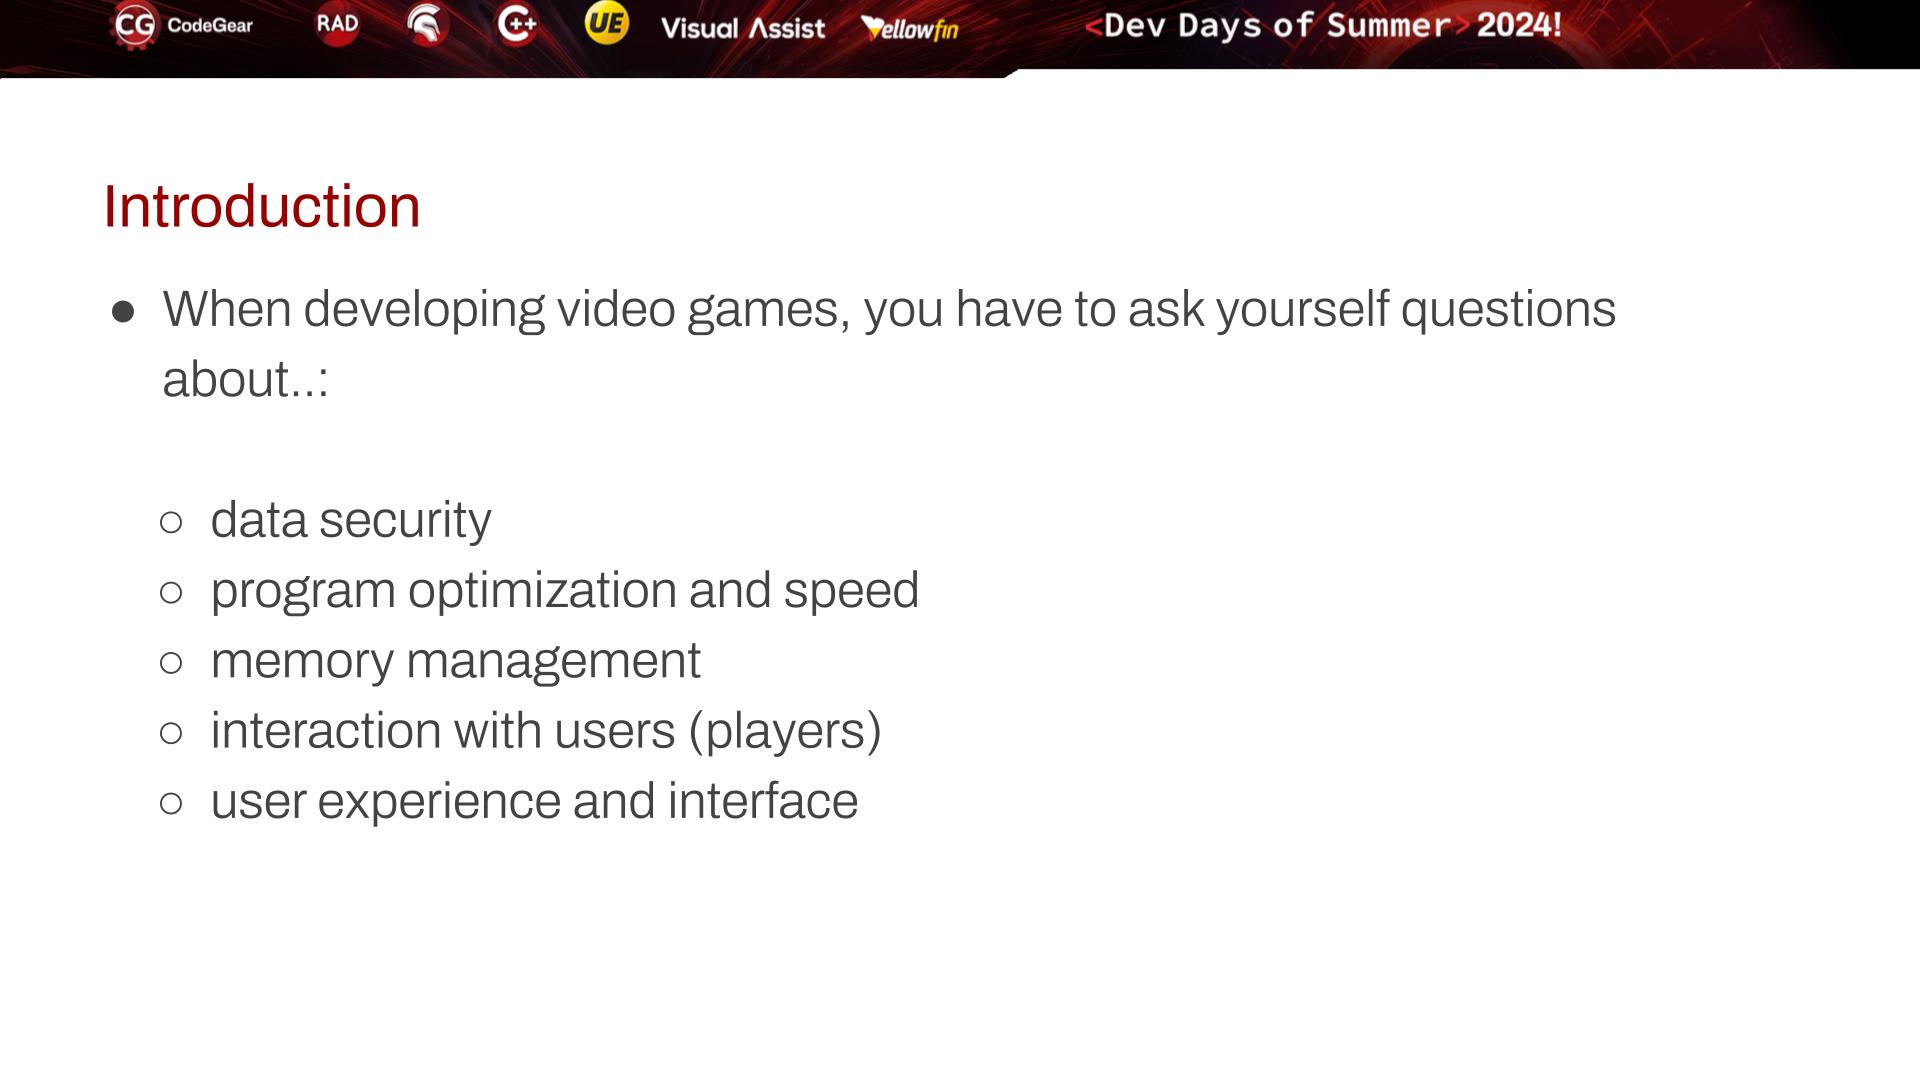 CG CodeGear RAD C++ UE Visual Assist Yellowfin <Dev Days of Summer> 2024!
Introduction
● When developing video games, you have to ask yourself questions
about..:
○ data security
○ program optimization and speed
○ memory management
○ interaction with users (players)
○ user experience and interface